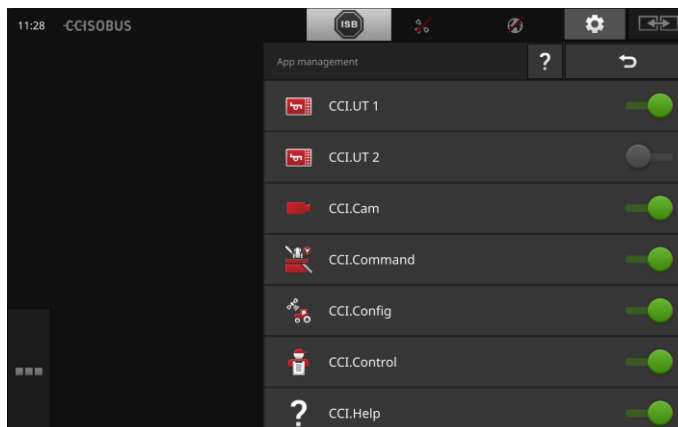 11:28 CCISOBUS
ISB
App management ?
CCI.UT 1
CCI.UT 2
CCI.Cam
CCI.Command
CCI.Config
CCI.Control
? CCI.Help